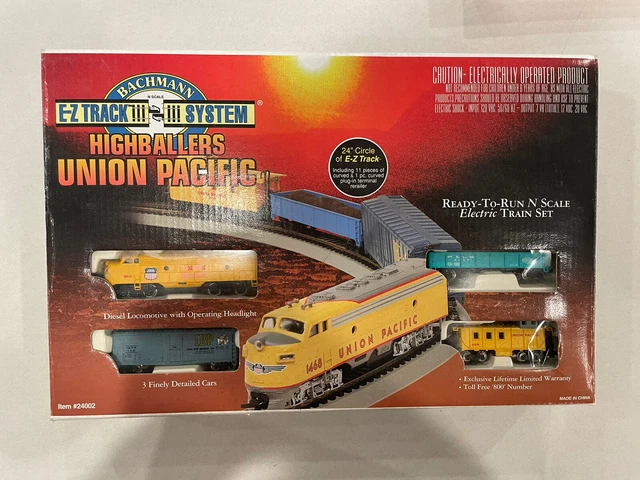 BACHMANN
N SCALE
E-Z TRACK SYSTEM®
HIGHBALLERS
UNION PACIFIC
CAUTION- ELECTRICALLY OPERATED PRODUCT
24" Circle
of E-Z Track
Including 11 pieces of
curved & 1 pc. curved
plug-in terminal
rerailer
READY-TO-RUN N SCALE
Electric TRAIN SET
Diesel Locomotive with Operating Headlight
3 Finely Detailed Cars
1468 UNION PACIFIC
• Exclusive Lifetime Limited Warranty
• Toll Free '800' Number
Item #24002
MADE IN CHINA